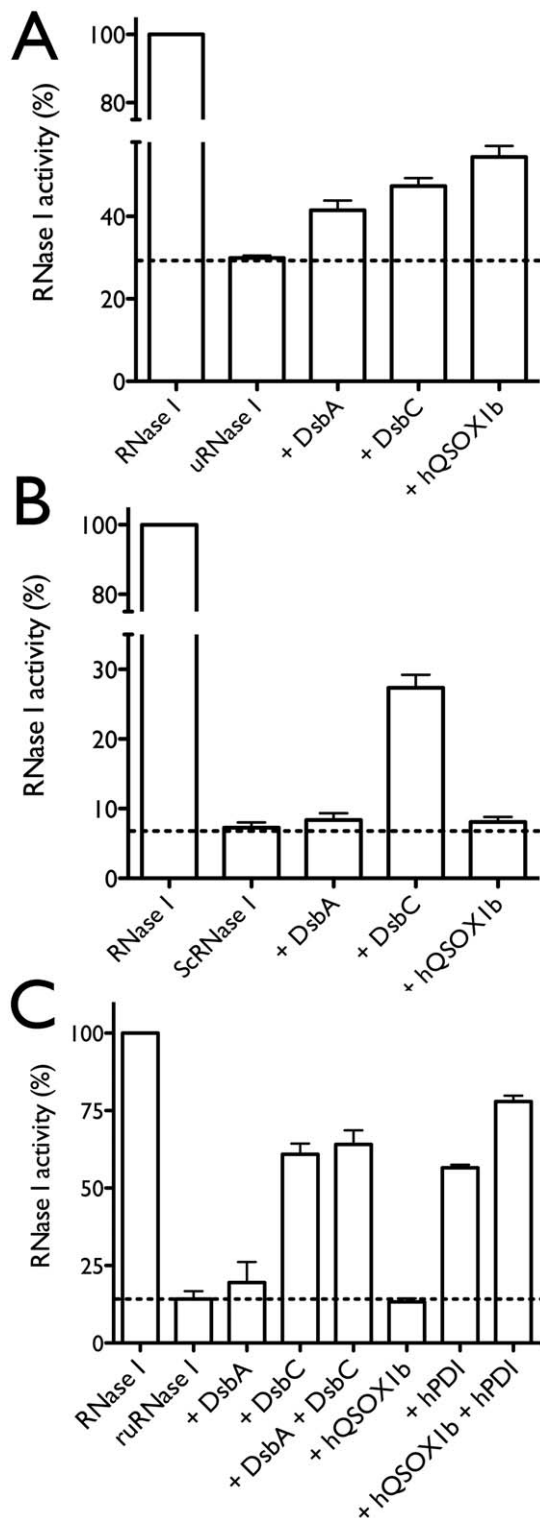 A
RNase I activity (%)
100
80
40
20
0
RNase I
uRNase I
+ DsbA
+ DsbC
+ hQSOX1b
B
RNase I activity (%)
100
80
30
20
10
0
RNase I
ScRNase I
+ DsbA
+ DsbC
+ hQSOX1b
C
RNase I activity (%)
100
75
50
25
0
RNase I
ruRNase I
+ DsbA
+ DsbC
+ DsbA + DsbC
+ hQSOX1b
+ hPDI
+ hQSOX1b + hPDI